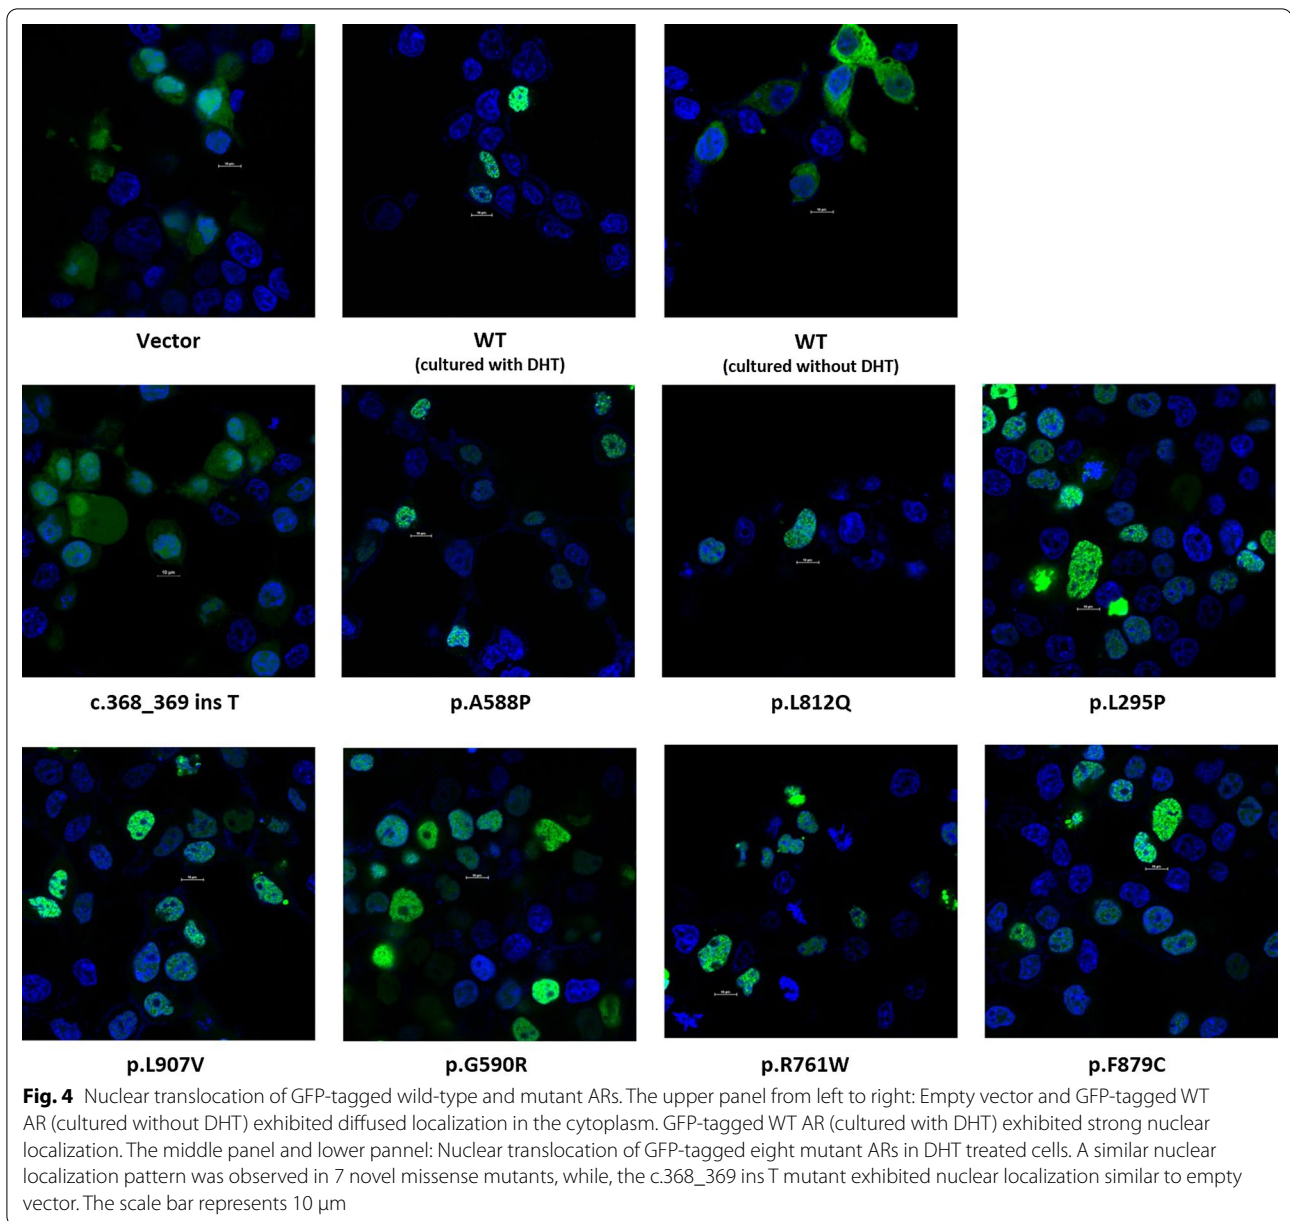 Vector
WT
(cultured with DHT)
WT
(cultured without DHT)
10 μm
c.368_369 ins T
p.A588P
p.L812Q
p.L295P
p.L907V
p.G590R
p.R761W
p.F879C
Fig. 4 Nuclear translocation of GFP-tagged wild-type and mutant ARs. The upper panel from left to right: Empty vector and GFP-tagged WT
AR (cultured without DHT) exhibited diffused localization in the cytoplasm. GFP-tagged WT AR (cultured with DHT) exhibited strong nuclear
localization. The middle panel and lower pannel: Nuclear translocation of GFP-tagged eight mutant ARs in DHT treated cells. A similar nuclear
localization pattern was observed in 7 novel missense mutants, while, the c.368_369 ins T mutant exhibited nuclear localization similar to empty
vector. The scale bar represents 10 μm